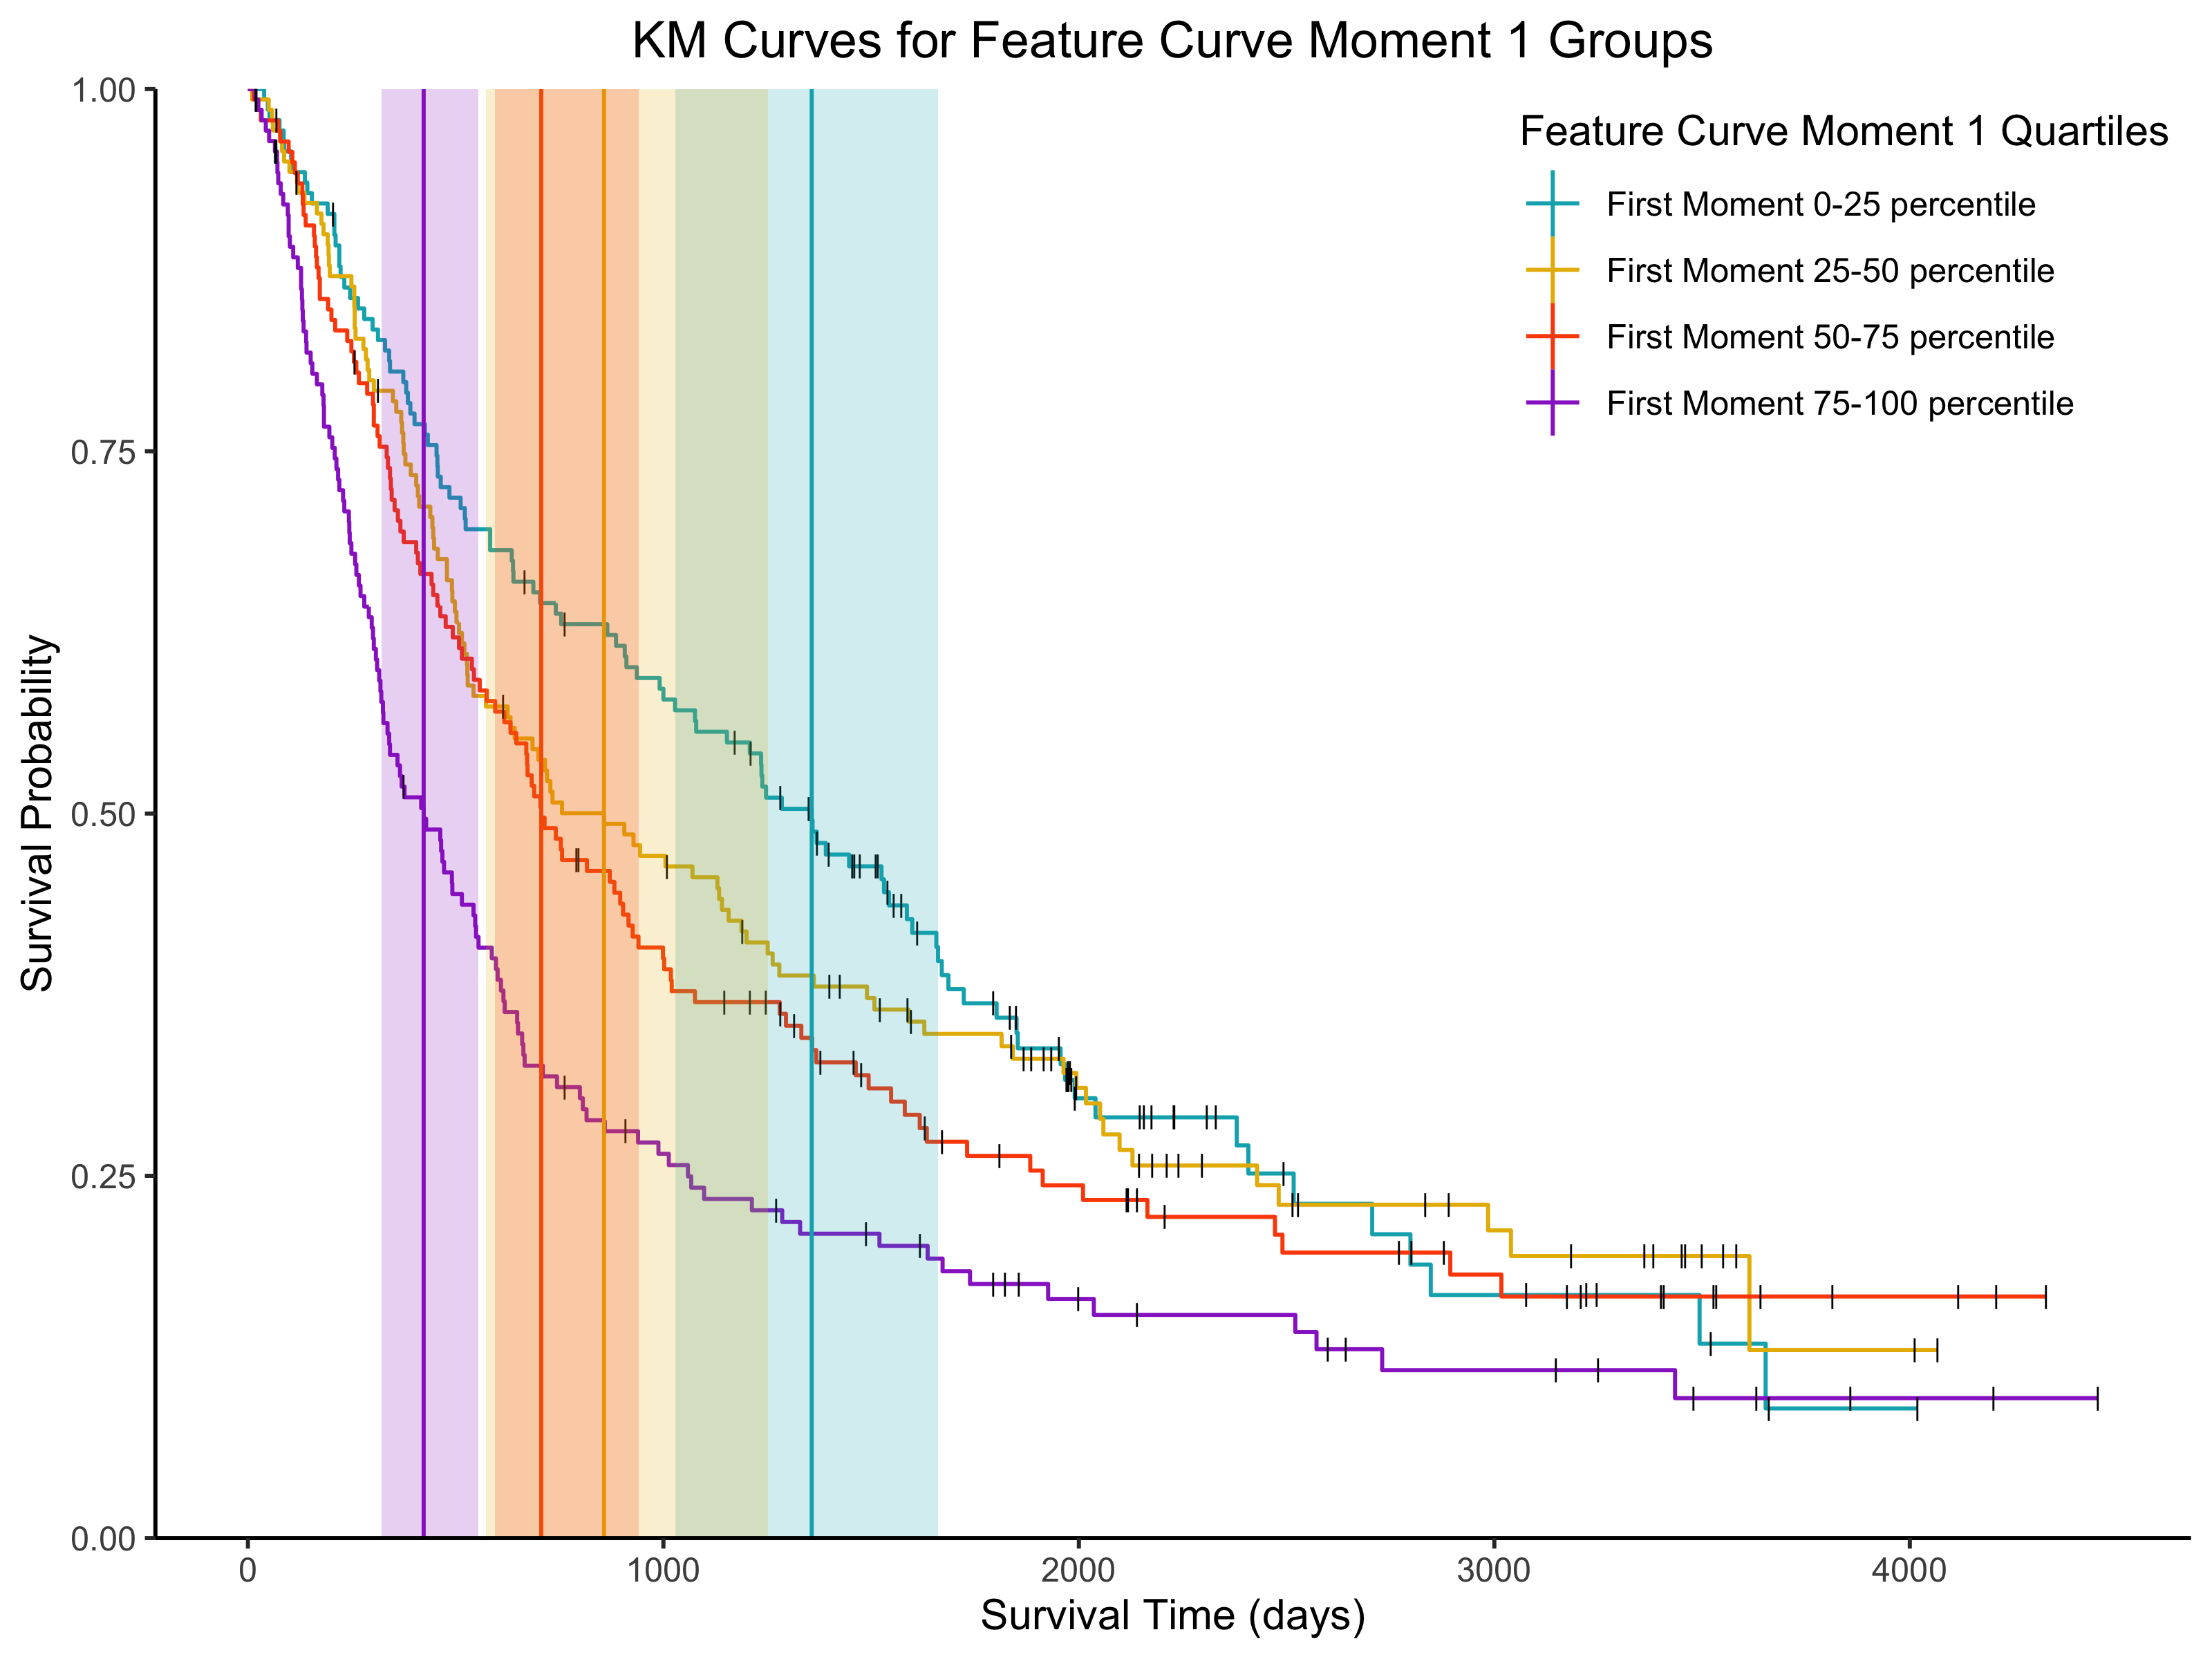 KM Curves for Feature Curve Moment 1 Groups
Feature Curve Moment 1 Quartiles
First Moment 0-25 percentile
First Moment 25-50 percentile
First Moment 50-75 percentile
First Moment 75-100 percentile
Survival Probability
1.00
0.75
0.50
0.25
0.00
0 1000 2000 3000 4000
Survival Time (days)